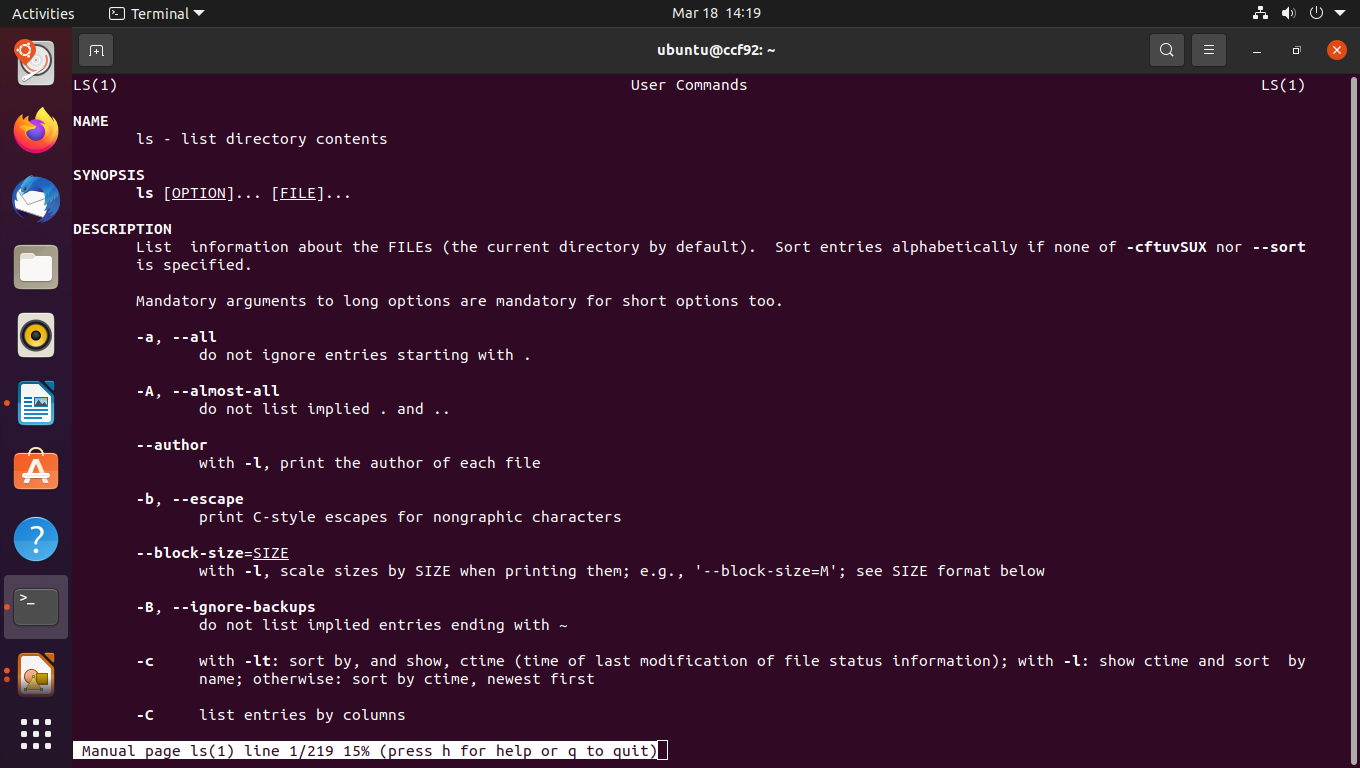 Activities Terminal Mar 18 14:19
ubuntu@ccf92: ~
LS(1) User Commands LS(1)
NAME
ls - list directory contents
SYNOPSIS
ls [OPTION]... [FILE]...
DESCRIPTION
List  information about the FILEs (the current directory by default).  Sort entries alphabetically if none of -cftuvSUX nor --sort
is specified.
Mandatory arguments to long options are mandatory for short options too.
-a, --all
do not ignore entries starting with .
-A, --almost-all
do not list implied . and ..
--author
with -l, print the author of each file
-b, --escape
print C-style escapes for nongraphic characters
--block-size=SIZE
with -l, scale sizes by SIZE when printing them; e.g., '--block-size=M'; see SIZE format below
-B, --ignore-backups
do not list implied entries ending with ~
-c with -lt: sort by, and show, ctime (time of last modification of file status information); with -l: show ctime and sort  by
name; otherwise: sort by ctime, newest first
-C list entries by columns
Manual page ls(1) line 1/219 15% (press h for help or q to quit)